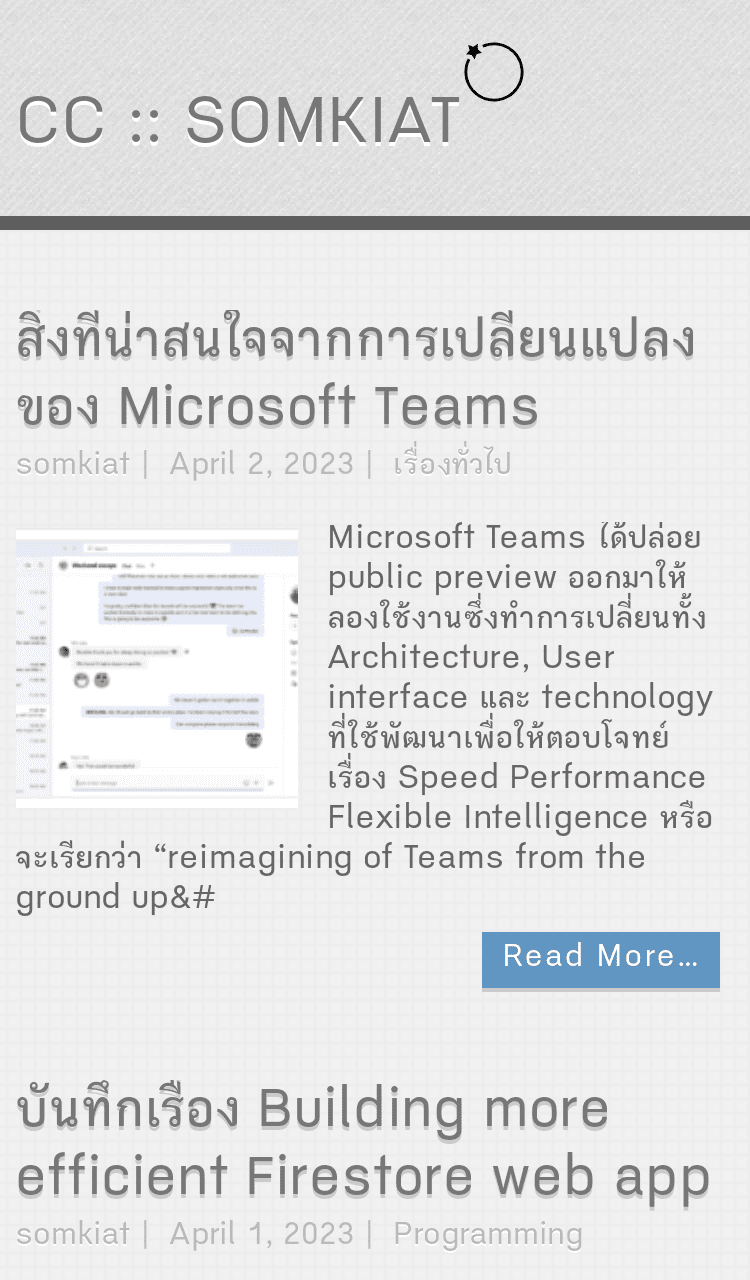 CC :: SOMKIAT
สิ่งที่น่าสนใจจากการเปลี่ยนแปลง
ของ Microsoft Teams
somkiat | April 2, 2023 | เรื่องทั่วไป
Microsoft Teams ได้ปล่อย
public preview ออกมาให้
ลองใช้งานซึ่งทำการเปลี่ยนทั้ง
Architecture, User
interface และ technology
ที่ใช้พัฒนาเพื่อให้ตอบโจทย์
เรื่อง Speed Performance
Flexible Intelligence หรือ
จะเรียกว่า “reimagining of Teams from the
ground up&#
Read More…
บันทึกเรื่อง Building more
efficient Firestore web app
somkiat | April 1, 2023 | Programming